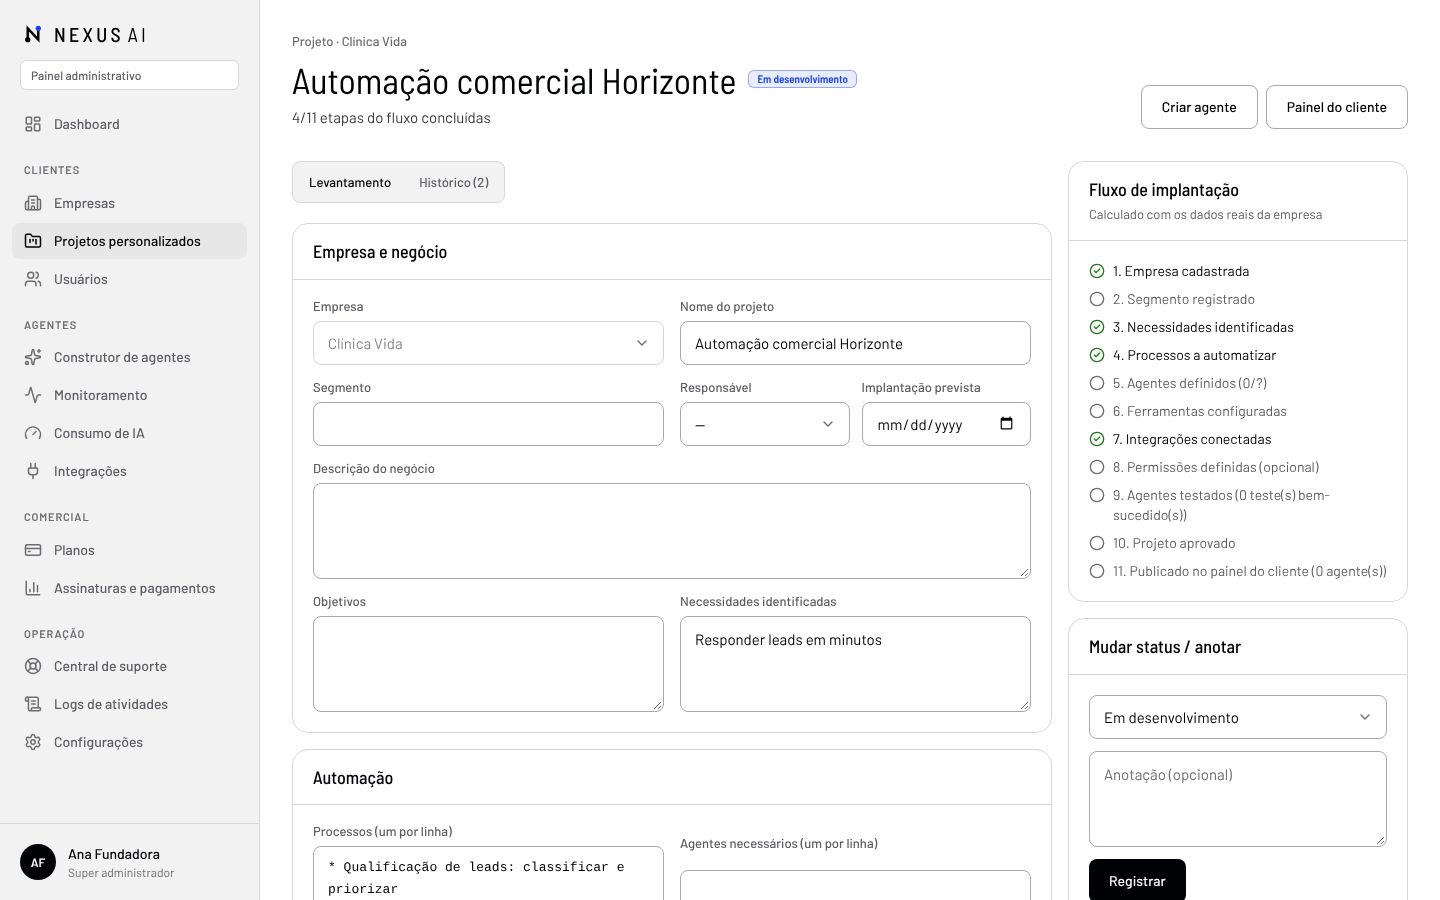 NEXUS AI
Painel administrativo
Dashboard
CLIENTES
Empresas
Projetos personalizados
Usuários
AGENTES
Construtor de agentes
Monitoramento
Consumo de IA
Integrações
COMERCIAL
Planos
Assinaturas e pagamentos
OPERAÇÃO
Central de suporte
Logs de atividades
Configurações
AF
Ana Fundadora
Super administrador
Projeto · Clínica Vida
Automação comercial Horizonte
Em desenvolvimento
4/11 etapas do fluxo concluídas
Criar agente
Painel do cliente
Levantamento
Histórico (2)
Empresa e negócio
Empresa
Nome do projeto
Clínica Vida
Automação comercial Horizonte
Segmento
Responsável
Implantação prevista
—
mm/dd/yyyy
Descrição do negócio
Objetivos
Necessidades identificadas
Responder leads em minutos
Automação
Processos (um por linha)
Agentes necessários (um por linha)
* Qualificação de leads: classificar e
priorizar
Fluxo de implantação
Calculado com os dados reais da empresa
1. Empresa cadastrada
2. Segmento registrado
3. Necessidades identificadas
4. Processos a automatizar
5. Agentes definidos (0/?)
6. Ferramentas configuradas
7. Integrações conectadas
8. Permissões definidas (opcional)
9. Agentes testados (0 teste(s) bem-
sucedido(s))
10. Projeto aprovado
11. Publicado no painel do cliente (0 agente(s))
Mudar status / anotar
Em desenvolvimento
Anotação (opcional)
Registrar